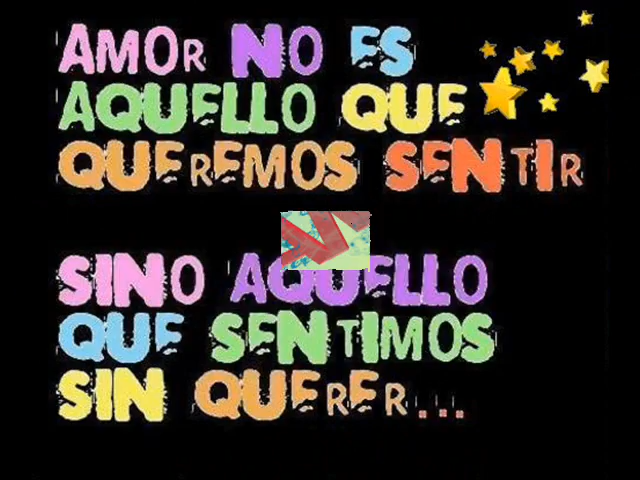 AMOR NO ES
AQUELLO QUE
QUEREMOS SENTIR
SINO AQUELLO
QUE SENTIMOS
SIN QUERER...